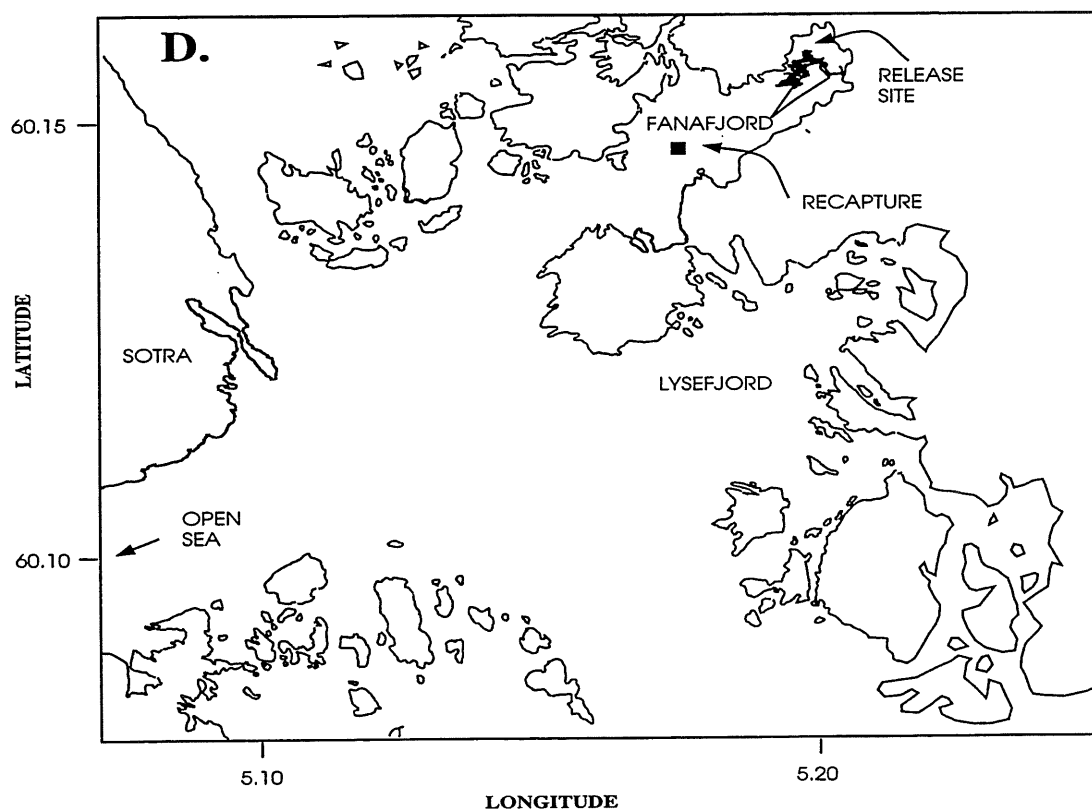 D.
RELEASE
SITE
60.15
FANAFJORD
RECAPTURE
LATITUDE
SOTRA
LYSEFJORD
OPEN
SEA
60.10
5.10
5.20
LONGITUDE